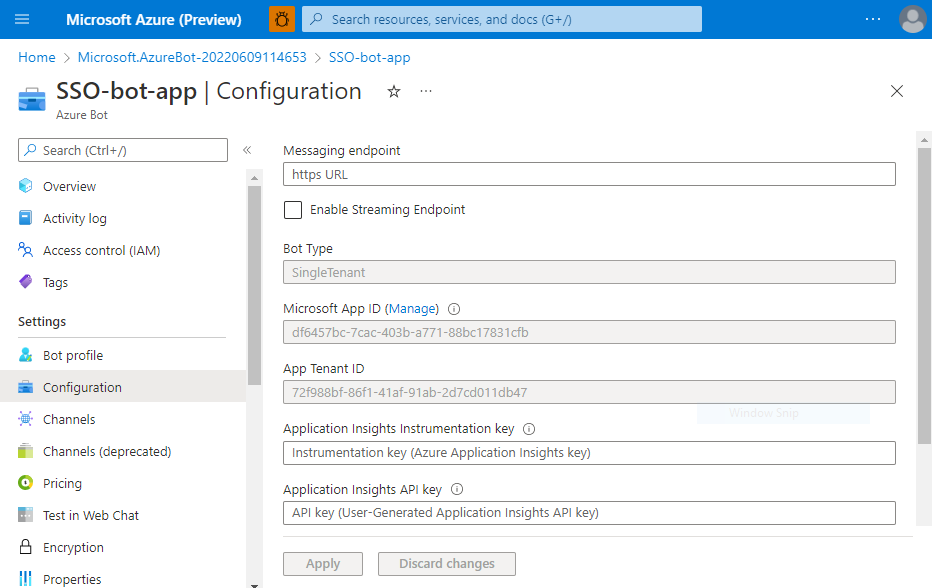 Microsoft Azure (Preview)
Search resources, services, and docs (G+/)
Home > Microsoft.AzureBot-20220609114653 > SSO-bot-app
SSO-bot-app | Configuration
Azure Bot
Search (Ctrl+/)
Overview
Activity log
Access control (IAM)
Tags
Settings
Bot profile
Configuration
Channels
Channels (deprecated)
Pricing
Test in Web Chat
Encryption
Properties
Messaging endpoint
https URL
Enable Streaming Endpoint
Bot Type
SingleTenant
Microsoft App ID (Manage)
df6457bc-7cac-403b-a771-88bc17831cfb
App Tenant ID
72f988bf-86f1-41af-91ab-2d7cd011db47
Window Snip
Application Insights Instrumentation key
Instrumentation key (Azure Application Insights key)
Application Insights API key
API key (User-Generated Application Insights API key)
Apply
Discard changes